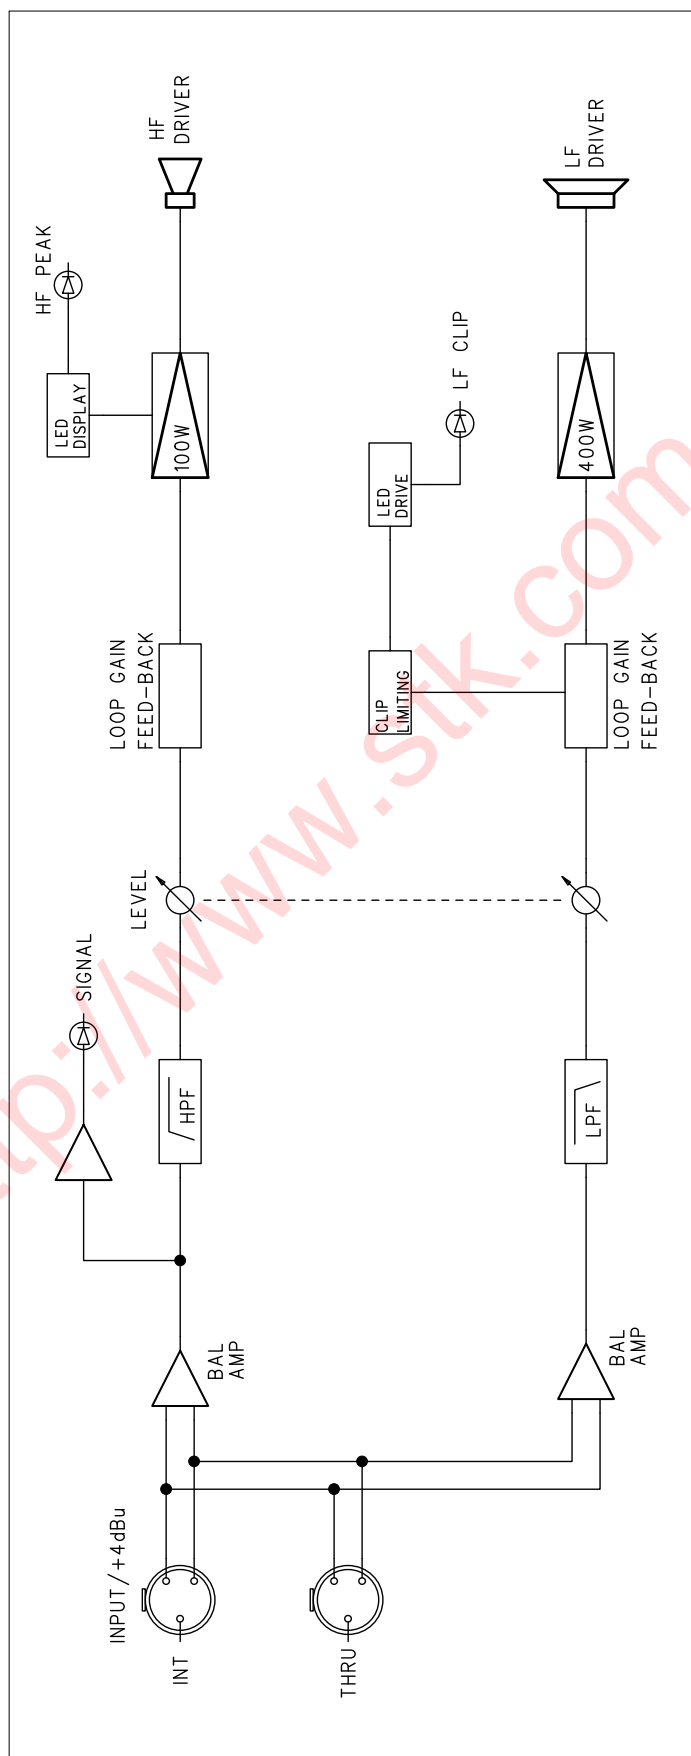 INPUT/+4dBu
INT
THRU
BAL
AMP
SIGNAL
HPF
LEVEL
LOOP GAIN
FEED-BACK
100W
LED
DISPLAY
HF PEAK
HF
DRIVER
BAL
AMP
LPF
LOOP GAIN
FEED-BACK
CLIP
LIMITING
LED
DRIVE
LF CLIP
400W
LF
DRIVER
tp://www.stk.com